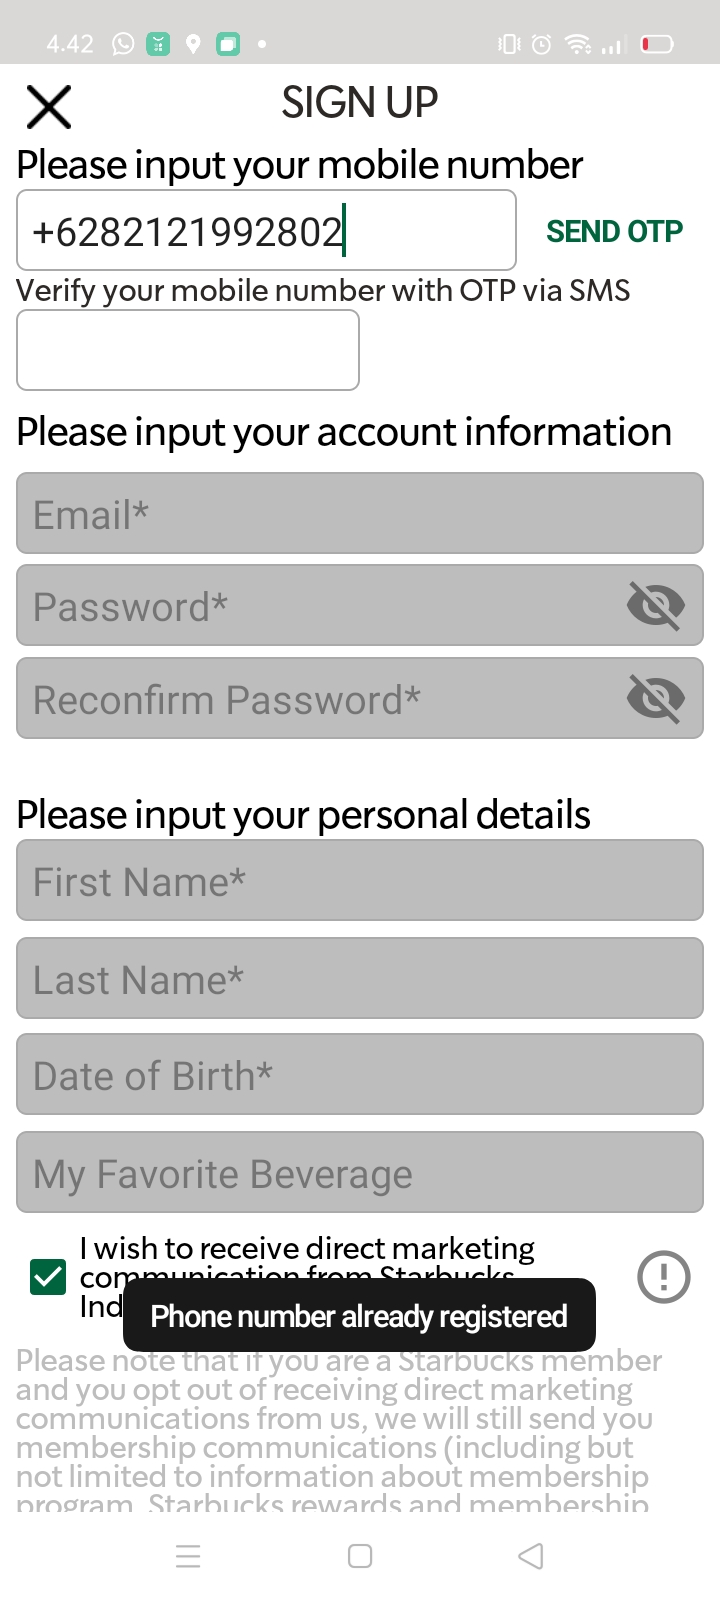 4.42
SIGN UP
Please input your mobile number
+6282121992802
SEND OTP
Verify your mobile number with OTP via SMS
Please input your account information
Email*
Password*
Reconfirm Password*
Please input your personal details
First Name*
Last Name*
Date of Birth*
My Favorite Beverage
I wish to receive direct marketing
communication from Starbucks
Ind
Phone number already registered
Please note that if you are a Starbucks member
and you opt out of receiving direct marketing
communications from us, we will still send you
membership communications (including but
not limited to information about membership
program, Starbucks rewards and membership